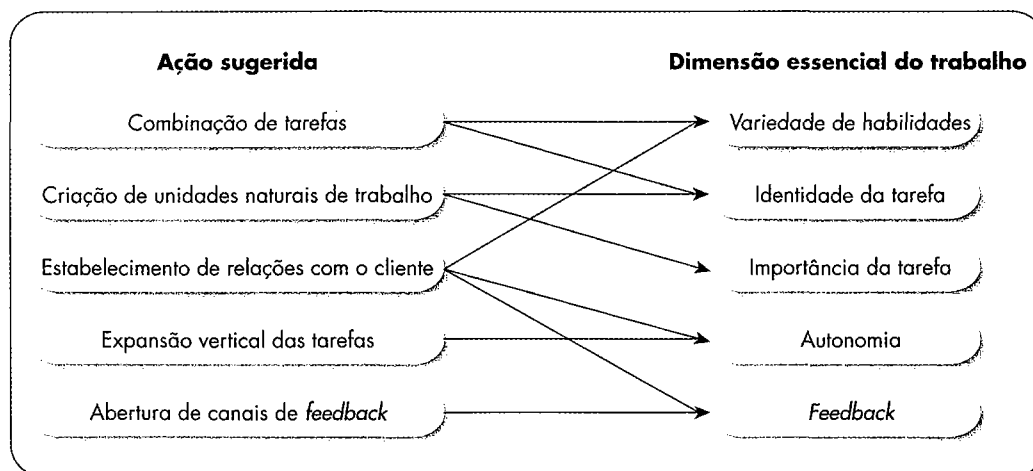 Ação sugerida
Dimensão essencial do trabalho
Combinação de tarefas
Variedade de habilidades
Criação de unidades naturais de trabalho
Identidade da tarefa
Estabelecimento de relações com o cliente
Importância da tarefa
Expansão vertical das tarefas
Autonomia
Abertura de canais de feedback
Feedback